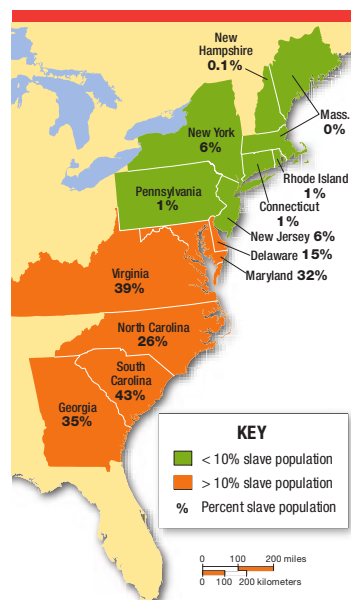 New
Hampshire
0.1%
Mass.
0%
New York
6%
Rhode Island
1%
Pennsylvania
1%
Connecticut
1%
New Jersey 6%
Delaware 15%
Maryland 32%
Virginia
39%
North Carolina
26%
South
Carolina
43%
Georgia
35%
KEY
< 10% slave population
> 10% slave population
% Percent slave population
0 100 200 miles
0 100 200 kilometers